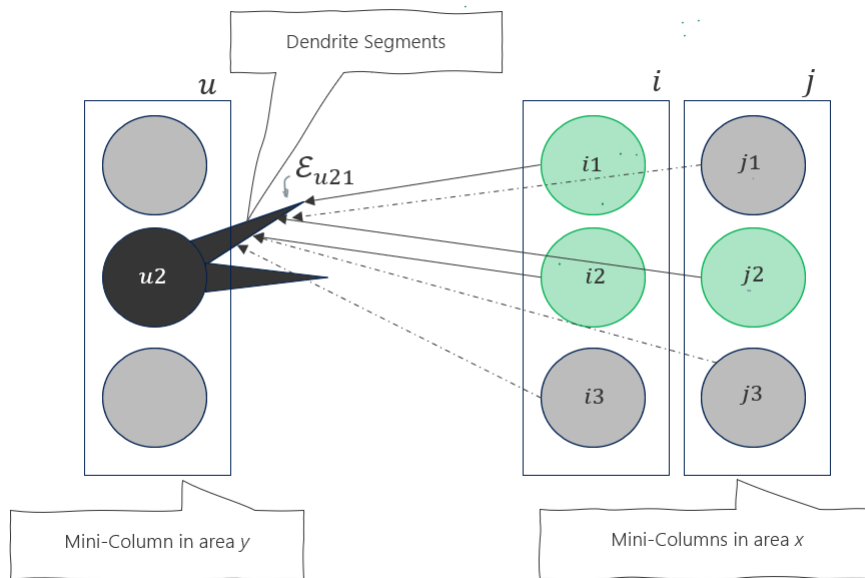 Dendrite Segments
u
i
j
ℰu21
i1
j1
u2
i2
j2
i3
j3
Mini-Column in area y
Mini-Columns in area x